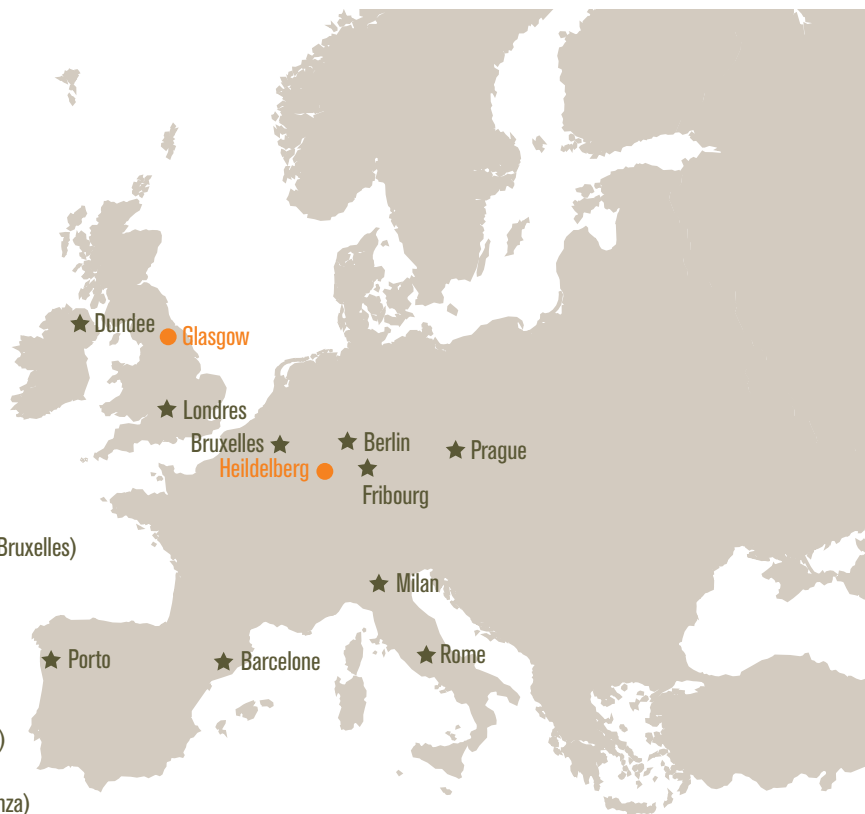 Dundee
Glasgow
Londres
Bruxelles
Berlin
Prague
Heildelberg
Fribourg
Bruxelles)
Milan
Porto
Barcelone
Rome
)
nza)